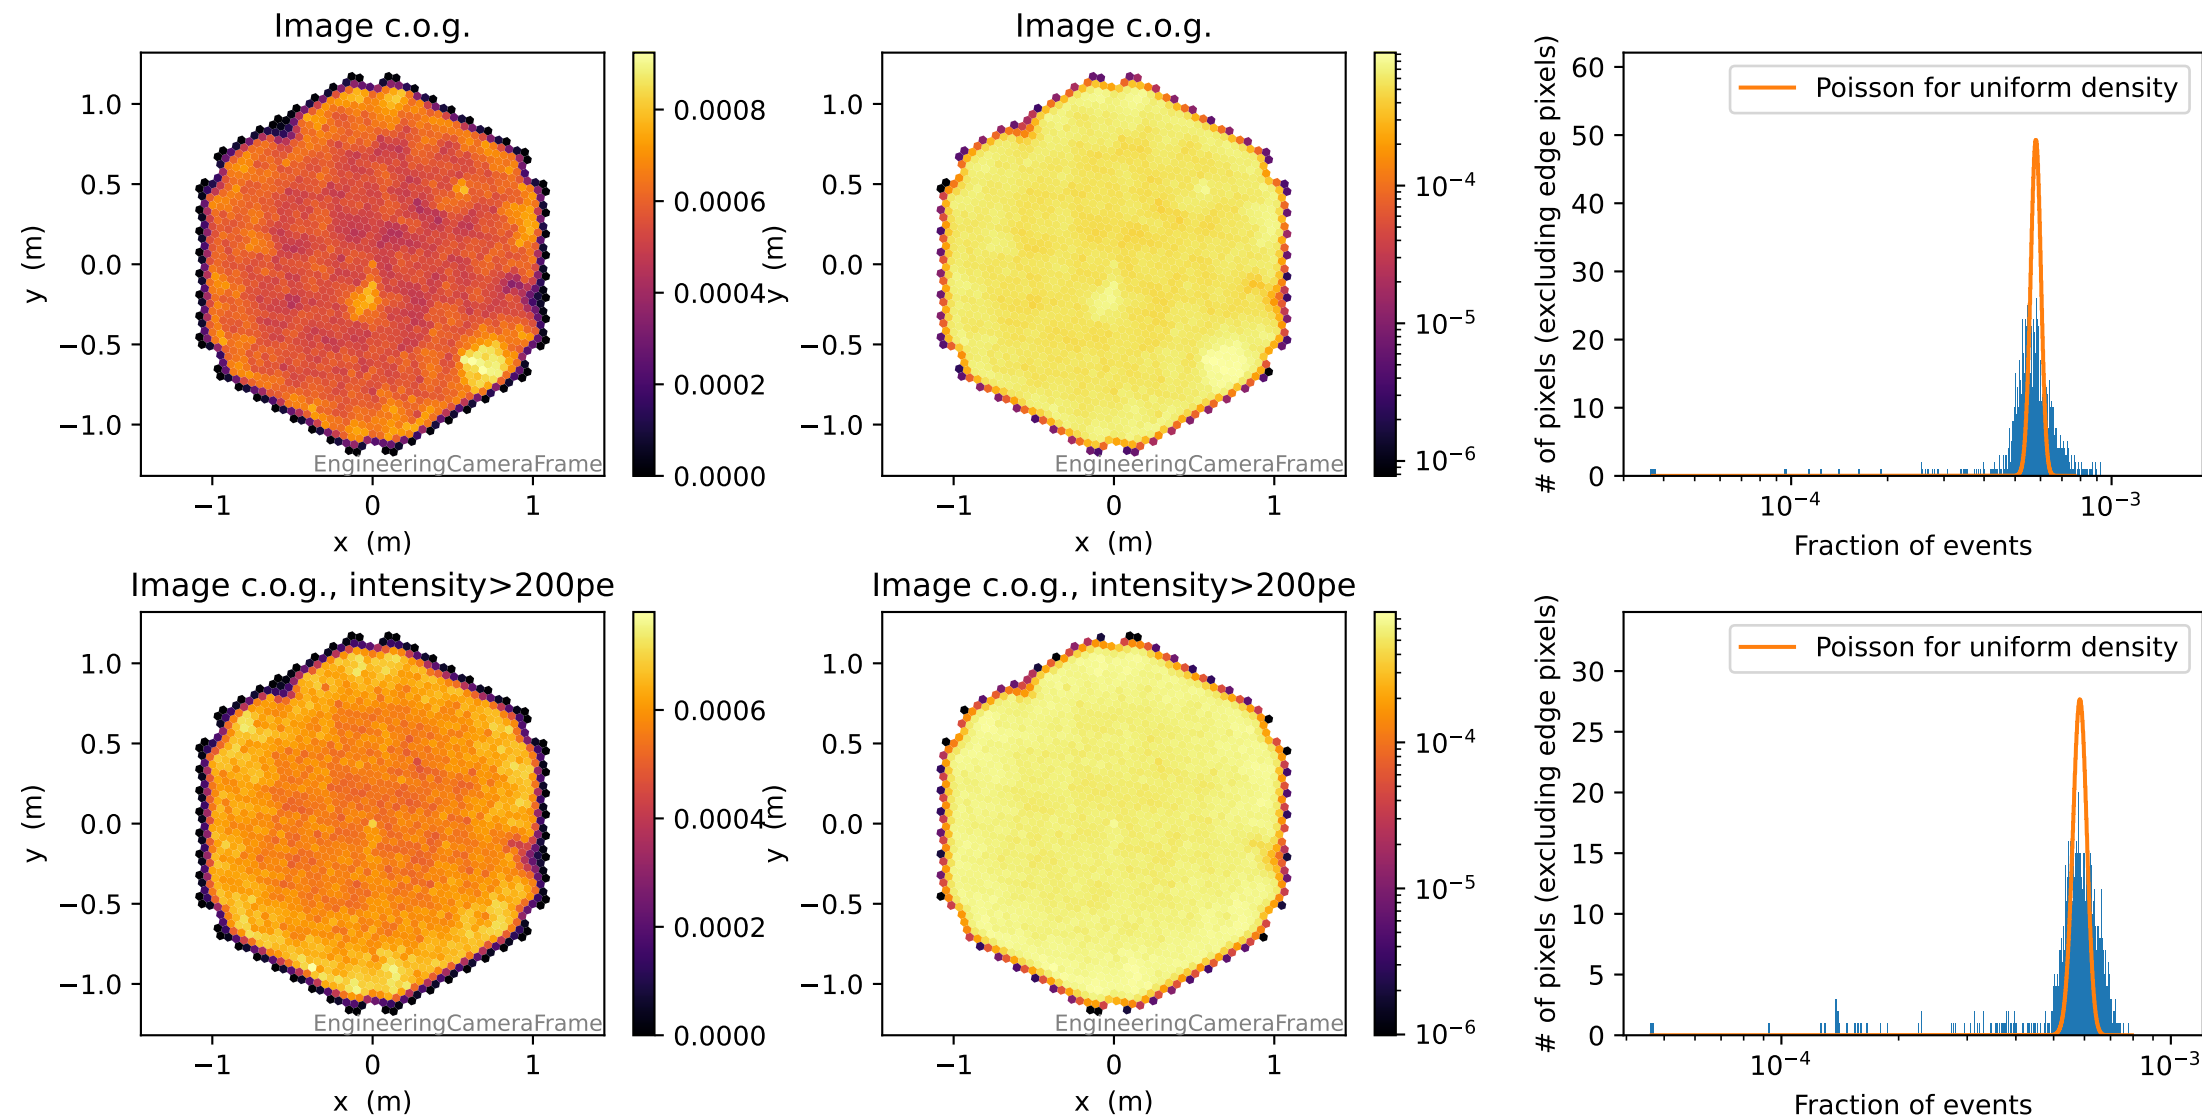 Image c.o.g.
y (m)
1.0
0.5
0.0
−0.5
−1.0
EngineeringCameraFrame
−1 0 1
x (m)
0.0008
0.0006
0.0004
0.0002
0.0000
Image c.o.g.
y (m)
1.0
0.5
0.0
−0.5
−1.0
EngineeringCameraFrame
−1 0 1
x (m)
10−4
10−5
10−6
# of pixels (excluding edge pixels)
60
50
40
30
20
10
0
Poisson for uniform density
10−4 10−3
Fraction of events
Image c.o.g., intensity>200pe
y (m)
1.0
0.5
0.0
−0.5
−1.0
EngineeringCameraFrame
−1 0 1
x (m)
0.0006
0.0004
0.0002
0.0000
Image c.o.g., intensity>200pe
y (m)
1.0
0.5
0.0
−0.5
−1.0
EngineeringCameraFrame
−1 0 1
x (m)
10−4
10−5
10−6
# of pixels (excluding edge pixels)
30
25
20
15
10
5
0
Poisson for uniform density
10−4 10−3
Fraction of events